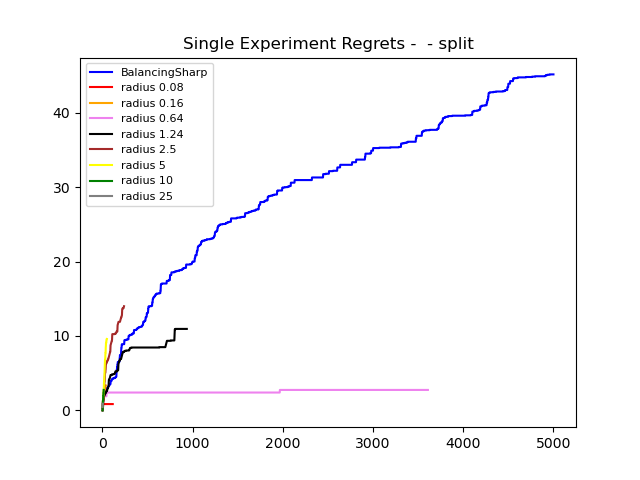 Single Experiment Regrets -  - split
BalancingSharp
radius 0.08
radius 0.16
radius 0.64
radius 1.24
radius 2.5
radius 5
radius 10
radius 25
40
30
20
10
0
0 1000 2000 3000 4000 5000